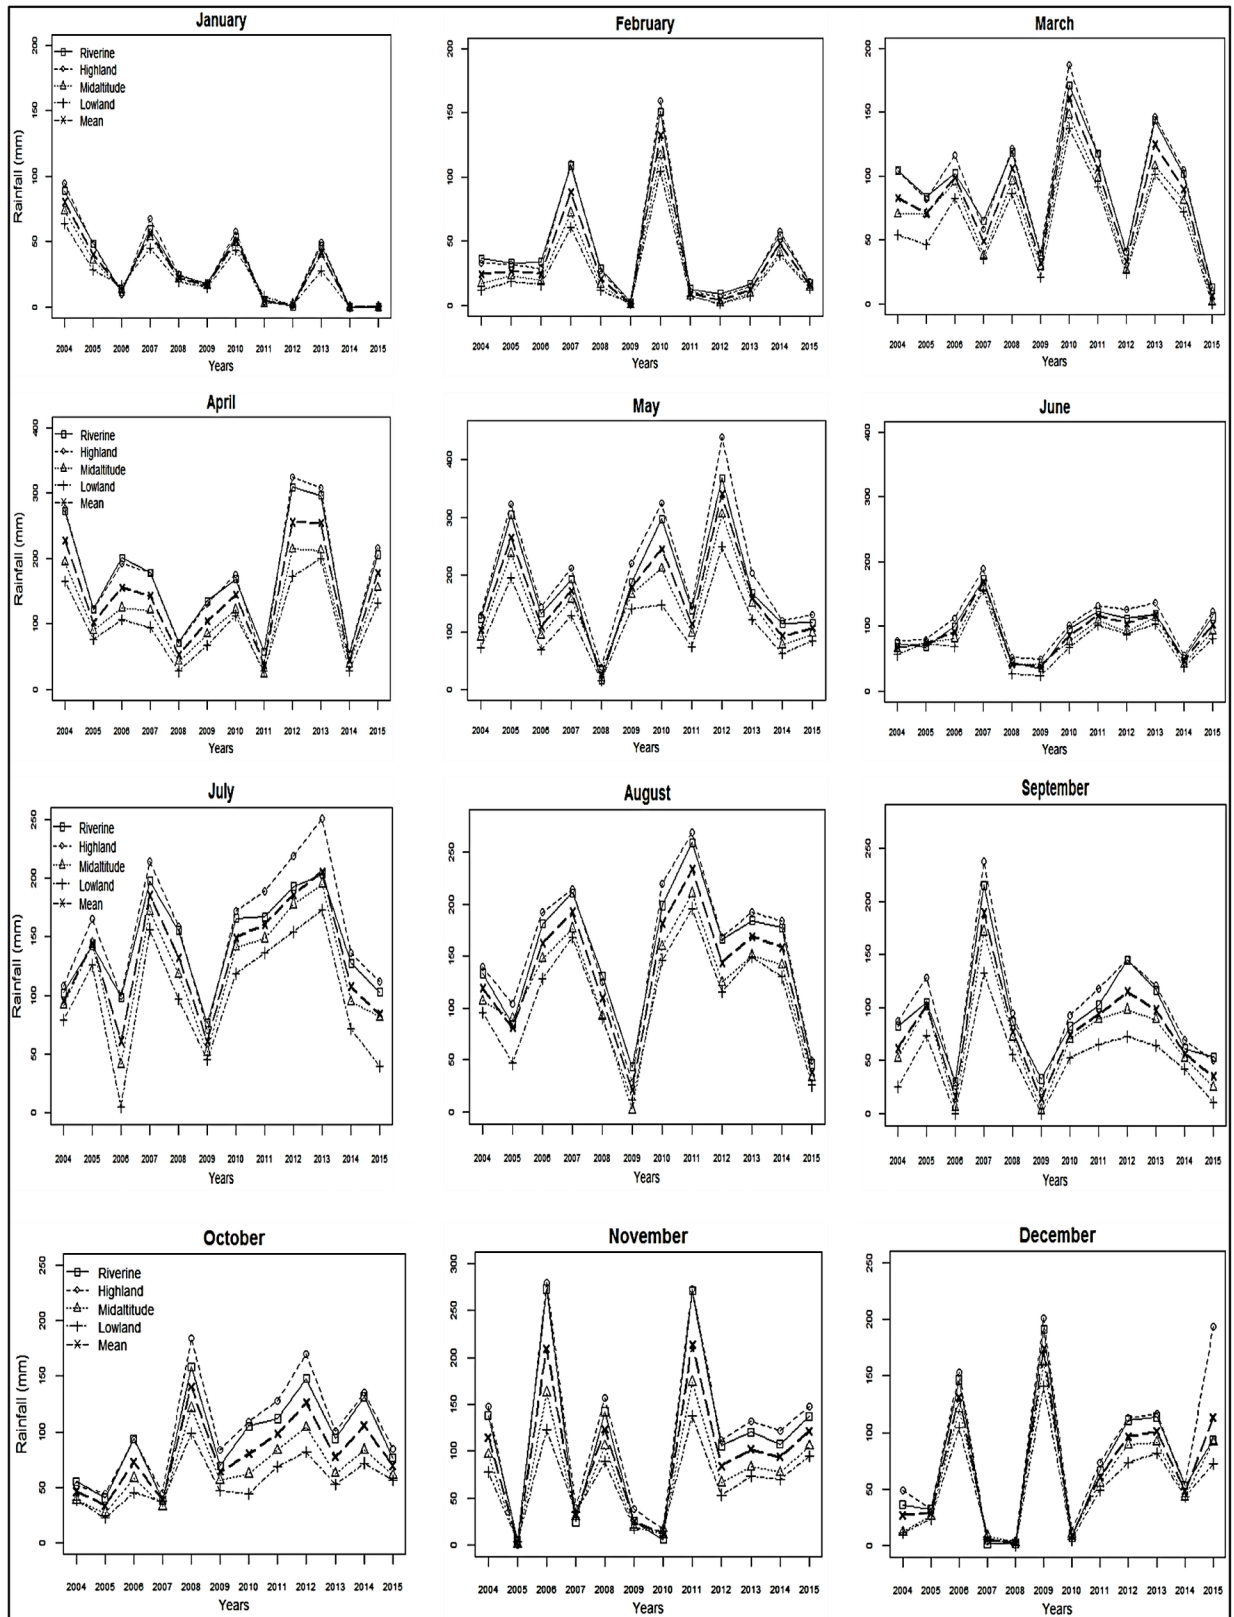 January
February
March
Rainfall (mm)
0 50 100 150 200
Riverine
Highland
Midaltitude
Lowland
Mean
2004 2005 2006 2007 2008 2009 2010 2011 2012 2013 2014 2015
Years
0 50 100 150 200
2004 2005 2006 2007 2008 2009 2010 2011 2012 2013 2014 2015
Years
0 50 100 150 200
2004 2005 2006 2007 2008 2009 2010 2011 2012 2013 2014 2015
Years
April
May
June
Rainfall (mm)
0 100 200 300 400
Riverine
Highland
Midaltitude
Lowland
Mean
2004 2005 2006 2007 2008 2009 2010 2011 2012 2013 2014 2015
Years
0 100 200 300 400
2004 2005 2006 2007 2008 2009 2010 2011 2012 2013 2014 2015
Years
0 100 200 300 400
2004 2005 2006 2007 2008 2009 2010 2011 2012 2013 2014 2015
Years
July
August
September
Rainfall (mm)
0 50 100 150 200 250
Riverine
Highland
Midaltitude
Lowland
Mean
2004 2005 2006 2007 2008 2009 2010 2011 2012 2013 2014 2015
Years
0 50 100 150 200 250
2004 2005 2006 2007 2008 2009 2010 2011 2012 2013 2014 2015
Years
0 50 100 150 200 250
2004 2005 2006 2007 2008 2009 2010 2011 2012 2013 2014 2015
Years
October
November
December
Rainfall (mm)
0 50 100 150 200 250
Riverine
Highland
Midaltitude
Lowland
Mean
2004 2005 2006 2007 2008 2009 2010 2011 2012 2013 2014 2015
Years
0 50 100 150 200 250 300
2004 2005 2006 2007 2008 2009 2010 2011 2012 2013 2014 2015
Years
0 50 100 150 200 250
2004 2005 2006 2007 2008 2009 2010 2011 2012 2013 2014 2015
Years